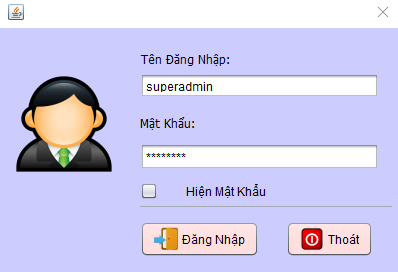 Tên Đăng Nhập:
superadmin
Mật Khẩu:
********
Hiện Mật Khẩu
Đăng Nhập
Thoát